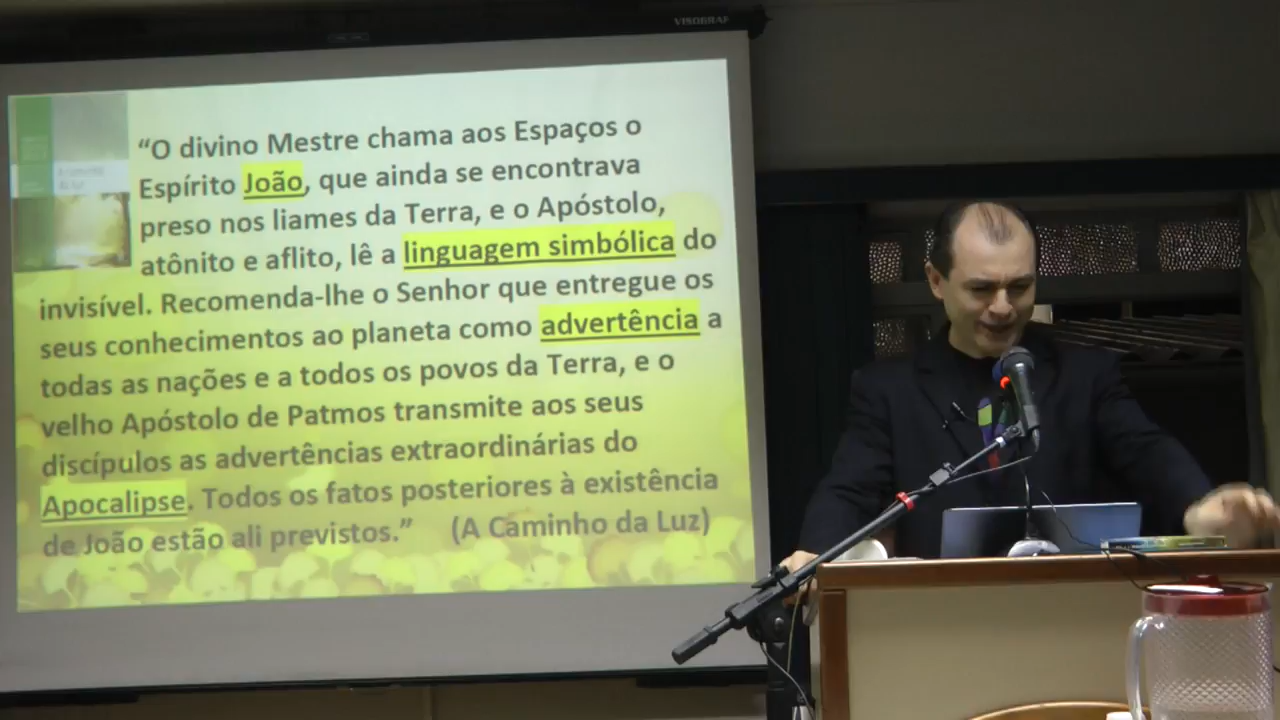 VISOGRAF
“O divino Mestre chama aos Espaços o
Espírito João, que ainda se encontrava
preso nos liames da Terra, e o Apóstolo,
atônito e aflito, lê a linguagem simbólica do
invisível. Recomenda-lhe o Senhor que entregue os
seus conhecimentos ao planeta como advertência a
todas as nações e a todos os povos da Terra, e o
velho Apóstolo de Patmos transmite aos seus
discípulos as advertências extraordinárias do
Apocalipse. Todos os fatos posteriores à existência
de João estão ali previstos.” (A Caminho da Luz)